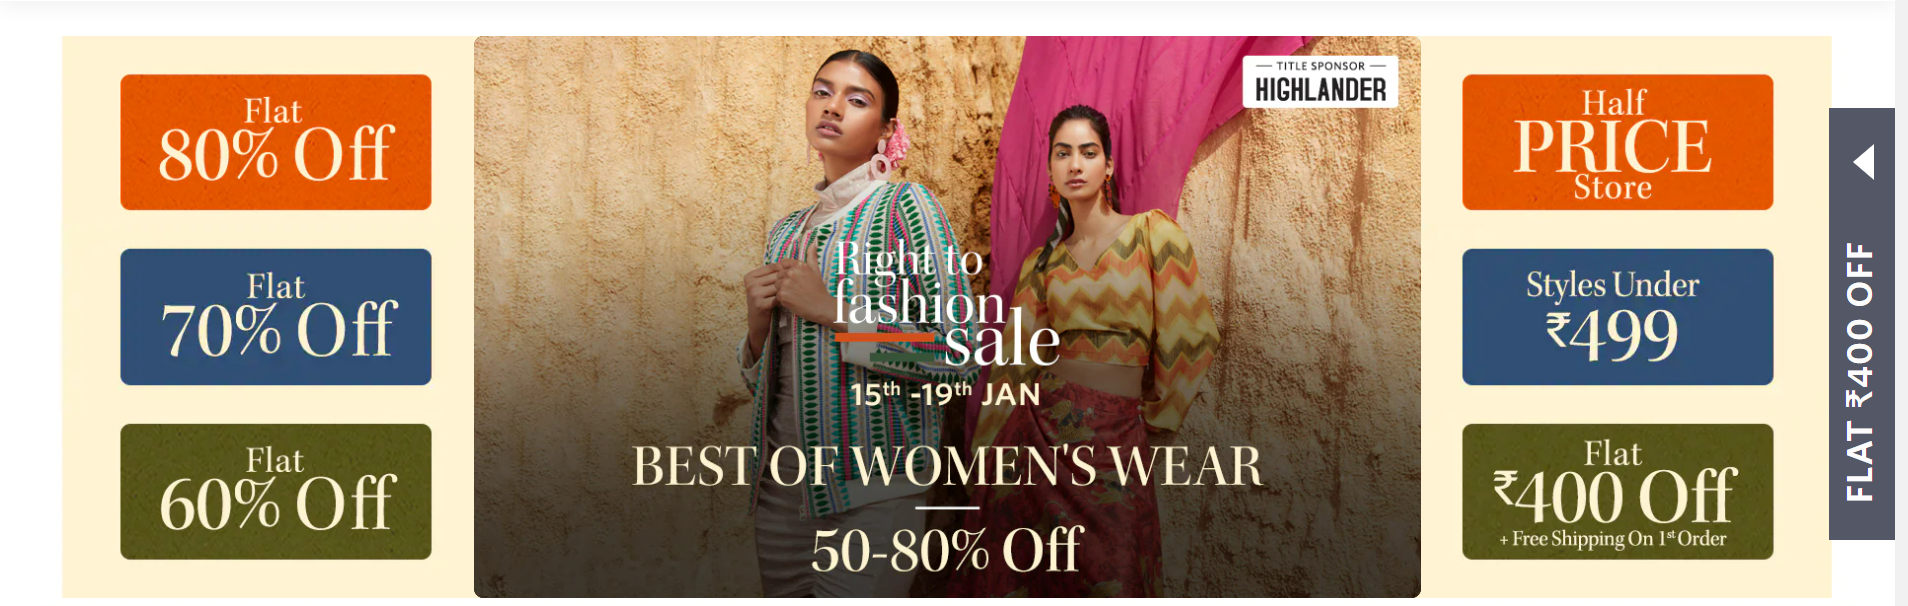 Flat
80% Off
Flat
70% Off
Flat
60% Off
TITLE SPONSOR
HIGHLANDER
Right to
fashion
sale
15th -19th JAN
BEST OF WOMEN'S WEAR
50-80% Off
Half
PRICE
Store
Styles Under
₹499
Flat
₹400 Off
+ Free Shipping On 1st Order
FLAT ₹400 OFF